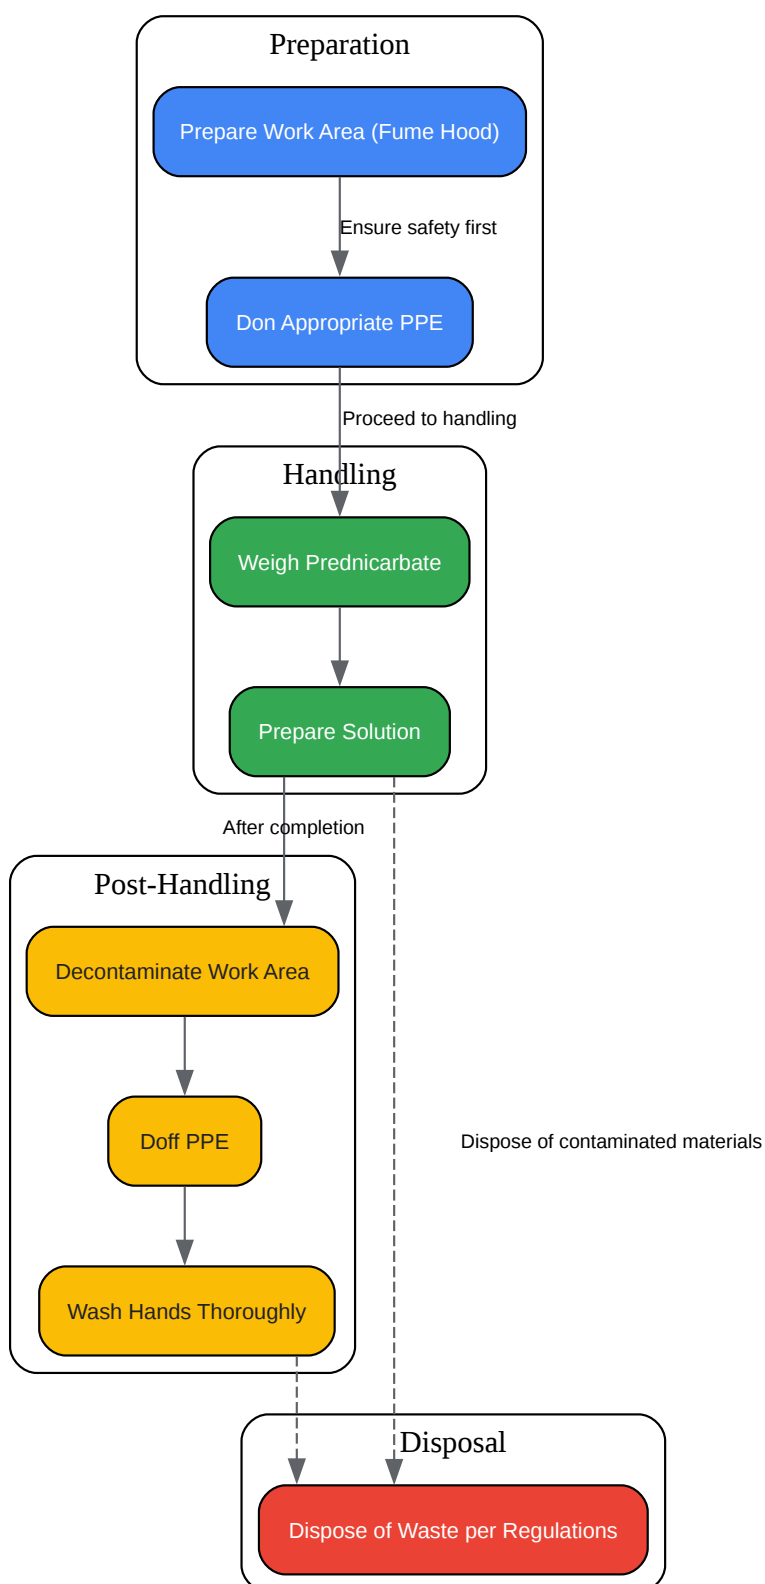 Preparation
Prepare Work Area (Fume Hood)
Ensure safety first
Don Appropriate PPE
Proceed to handling
Handling
Weigh Prednicarbate
Prepare Solution
After completion
Post-Handling
Decontaminate Work Area
Doff PPE
Dispose of contaminated materials
Wash Hands Thoroughly
Disposal
Dispose of Waste per Regulations